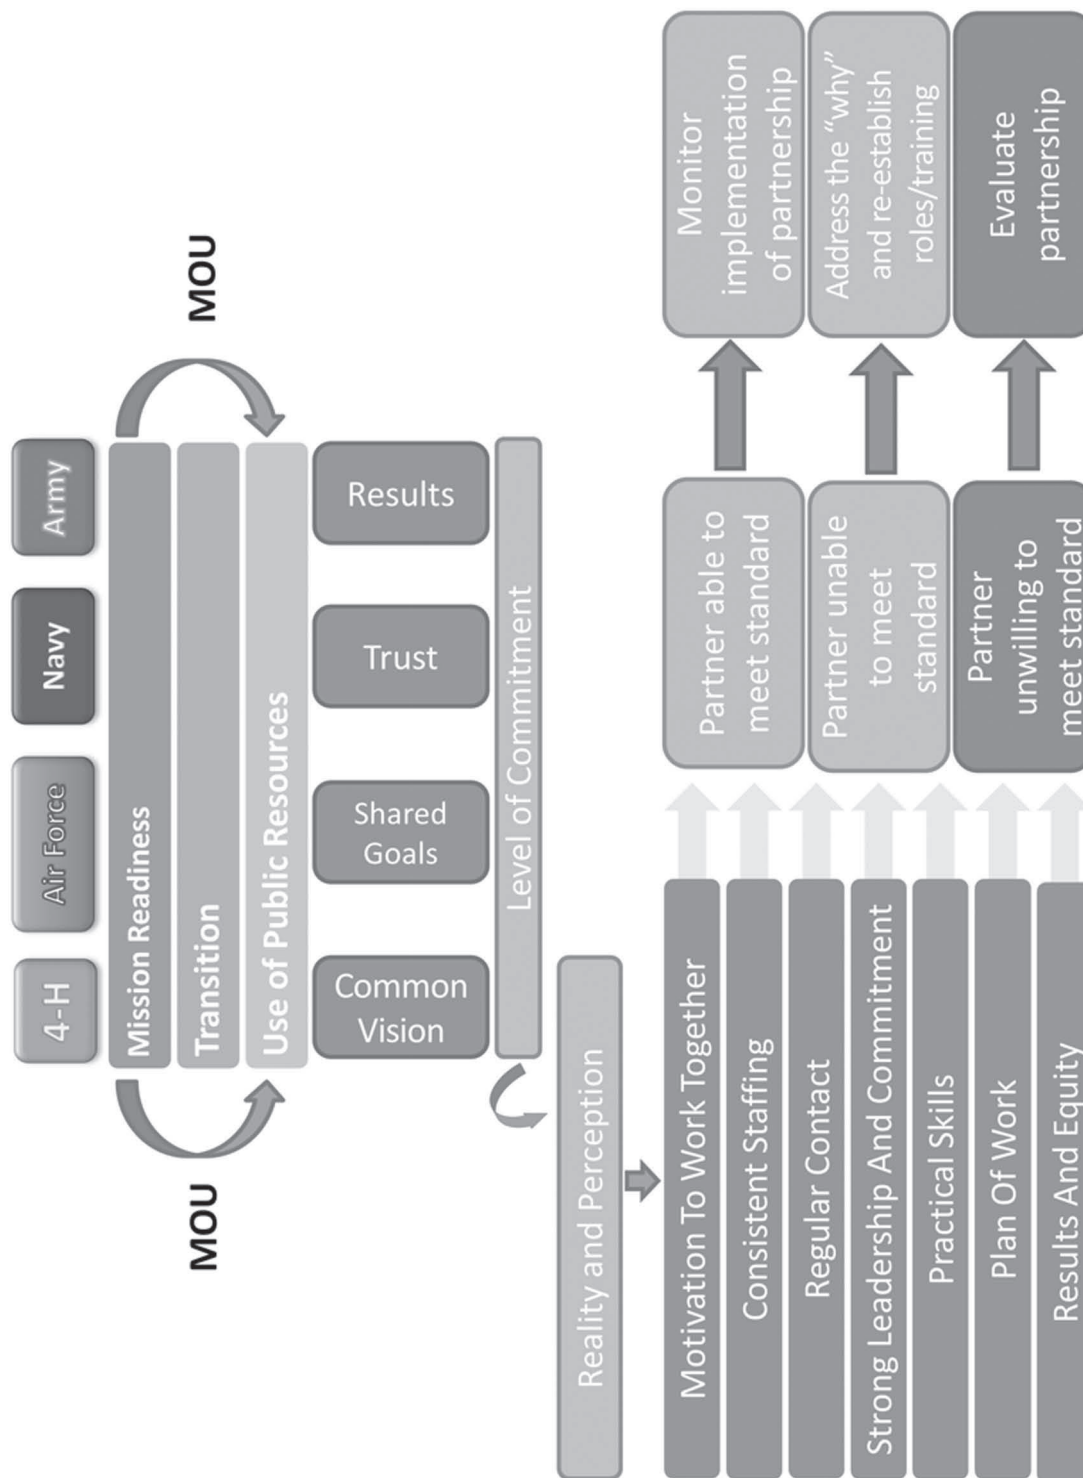 4-H
Air Force
Navy
Army
MOU
MOU
Mission Readiness
Transition
Use of Public Resources
Common
Vision
Shared
Goals
Trust
Results
Level of Commitment
Reality and Perception
Motivation To Work Together
Consistent Staffing
Regular Contact
Strong Leadership And Commitment
Practical Skills
Plan Of Work
Results And Equity
Partner able to
meet standard
Partner unable
to meet
standard
Partner
unwilling to
meet standard
Monitor
implementation
of partnership
Address the “why”
and re-establish
roles/training
Evaluate
partnership